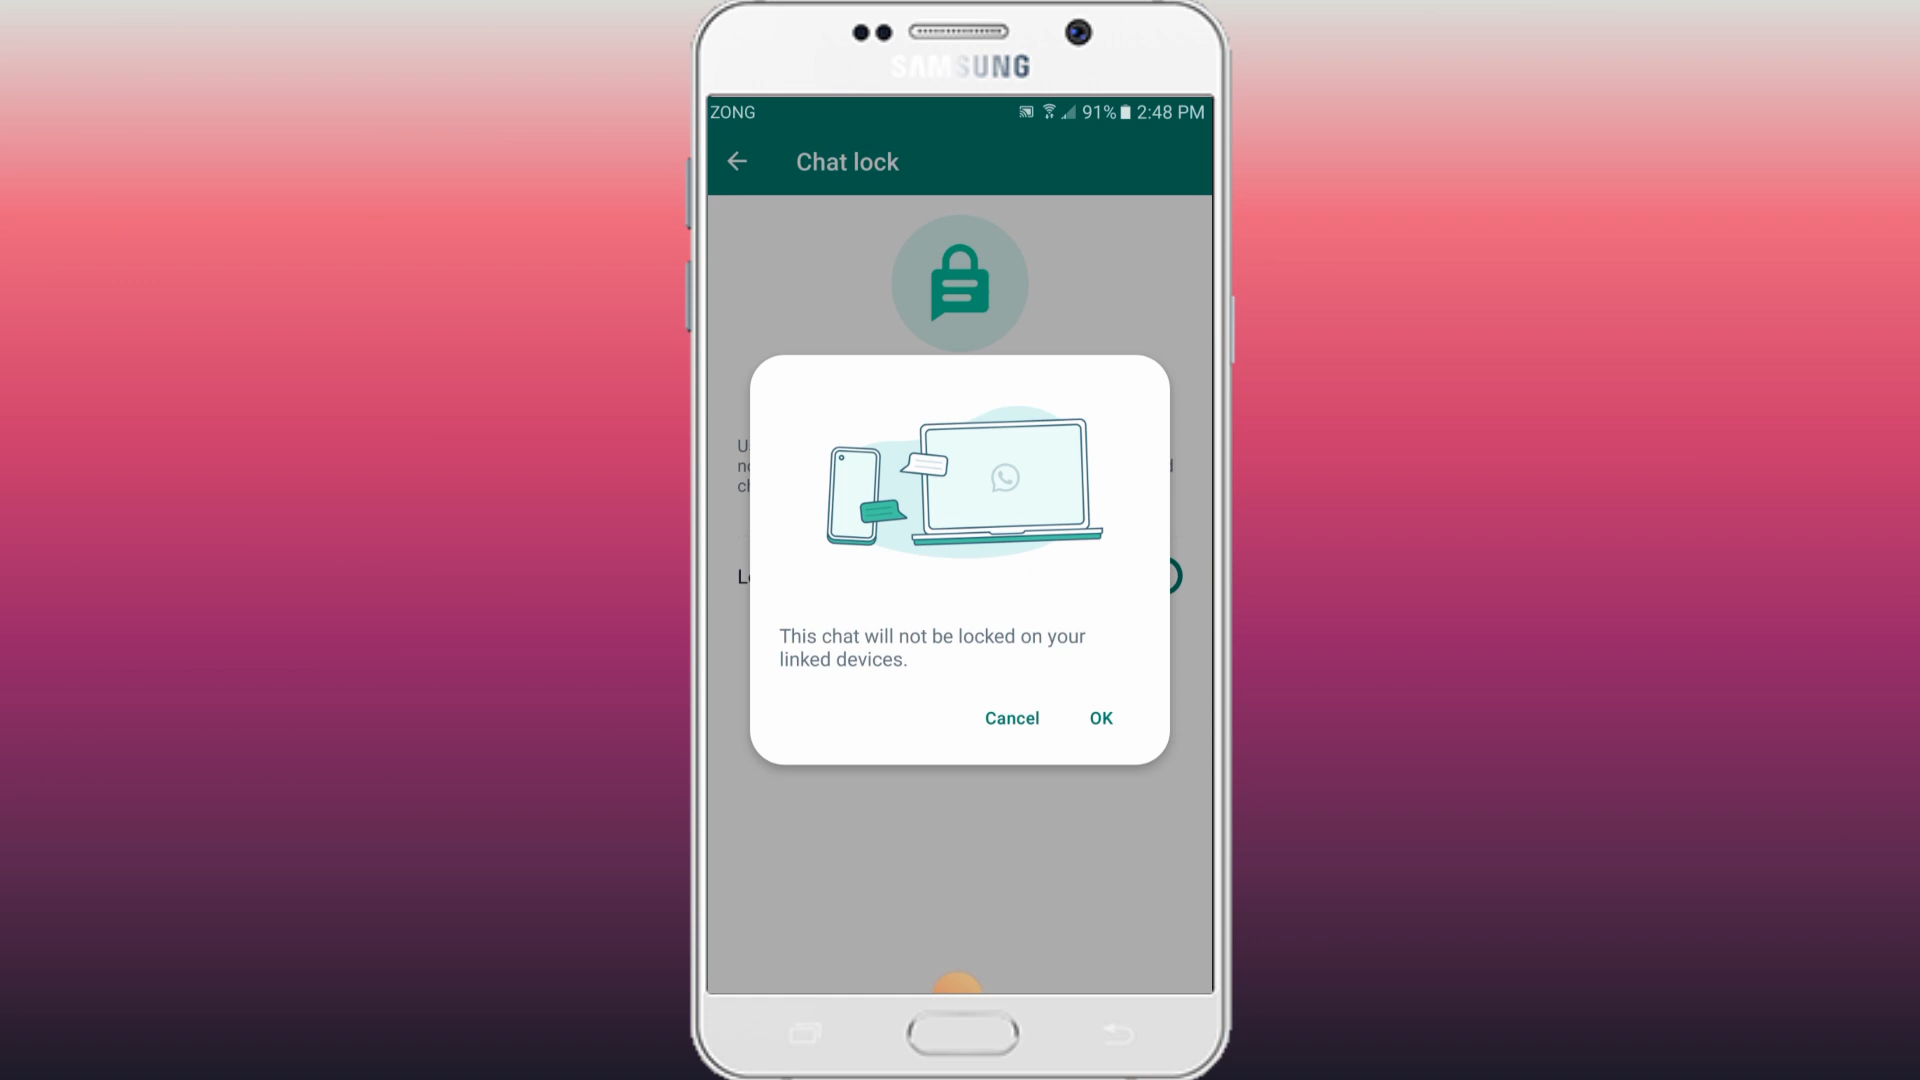 SAMSUNG
ZONG 91% 2:48 PM
Chat lock
This chat will not be locked on your
linked devices.
Cancel OK